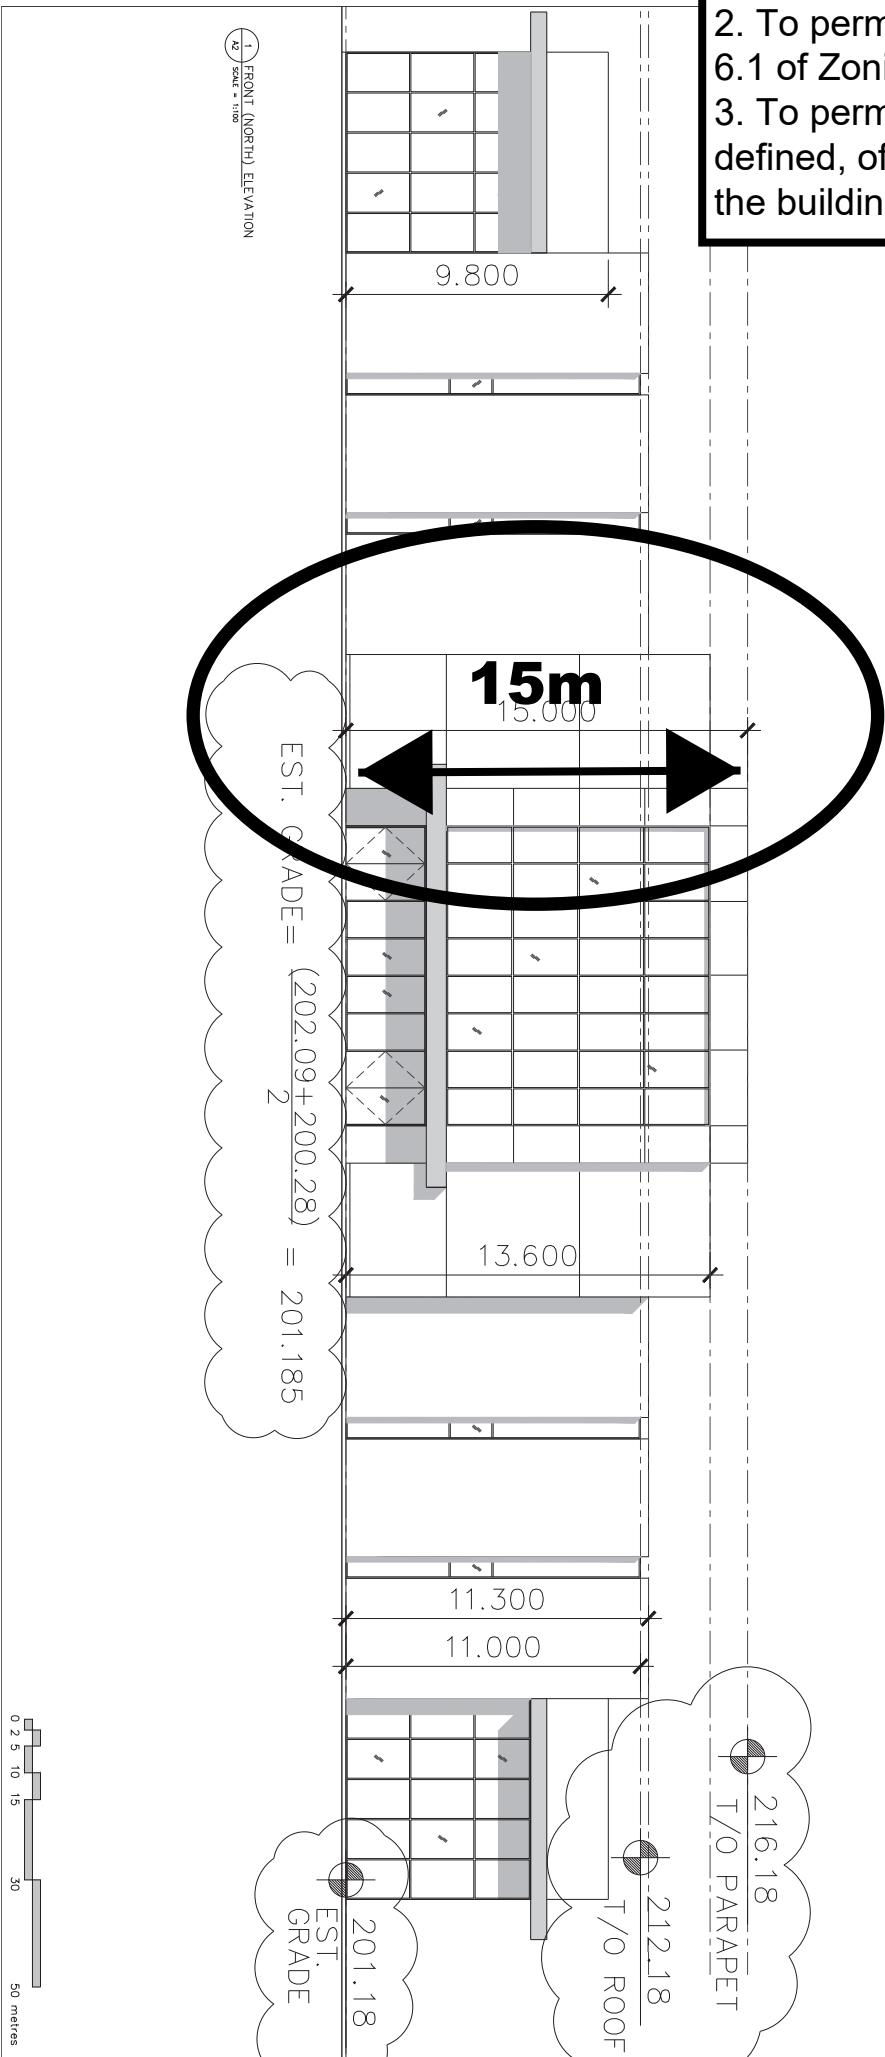 2. To perm
6.1 of Zoni
3. To perm
defined, of
the buildin
1
A2
FRONT (NORTH) ELEVATION
SCALE = 1:100
9.800
15m
15.000
EST. GRADE= (202.09+200.28) = 201.185
2
13.600
11.300
11.000
216.18
T/O PARAPET
212.18
T/O ROOF
201.18
EST.
GRADE
0 2 5 10 15 30 50 metres